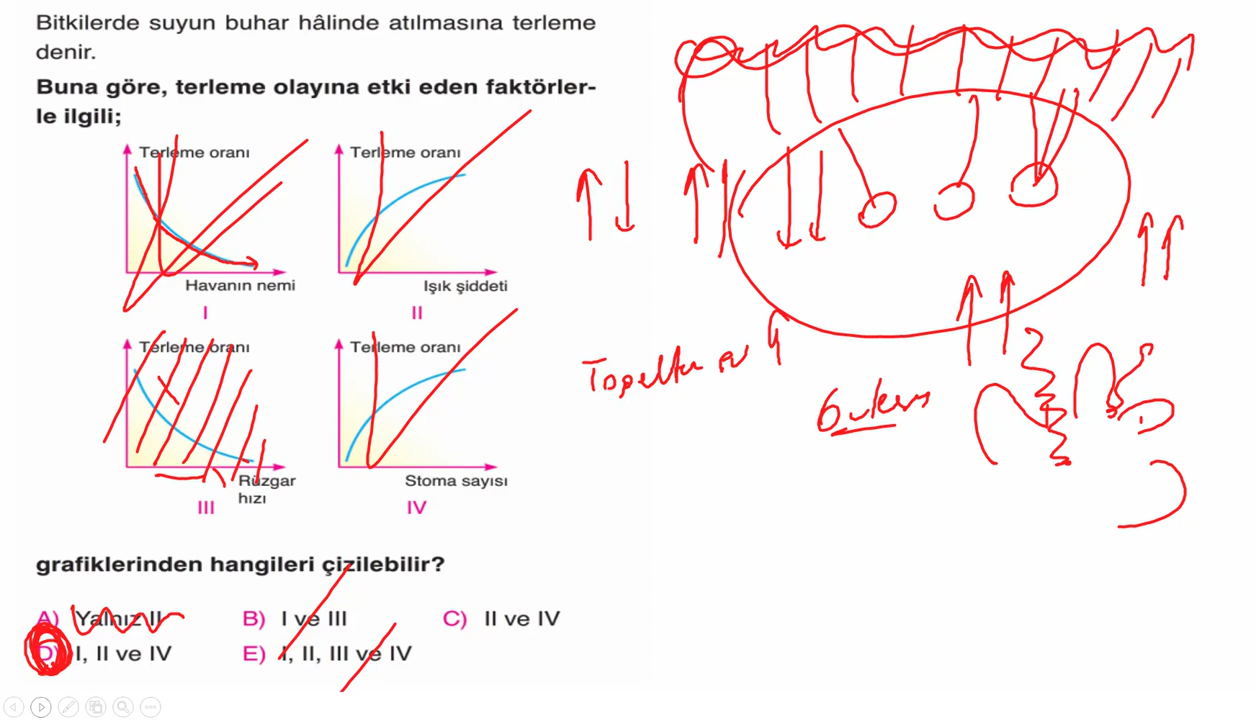 Bitkilerde suyun buhar hâlinde atılmasına terleme
denir.
Buna göre, terleme olayına etki eden faktörler-
le ilgili;
Terleme oranı
Havanın nemi
I
Terleme oranı
Işık şiddeti
II
Terleme oranı
Rüzgar
hızı
III
Terleme oranı
Stoma sayısı
IV
grafiklerinden hangileri çizilebilir?
A) Yalnız II
B) I ve III
C) II ve IV
D) I, II ve IV
E) I, II, III ve IV